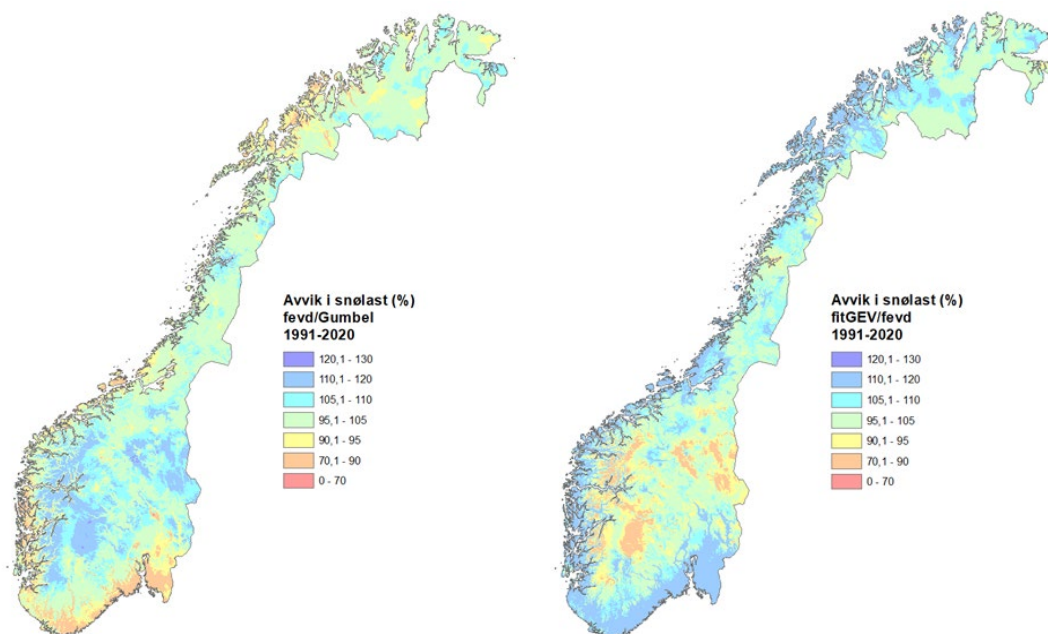 Avvik i snølast (%)
fevd/Gumbel
1991-2020
120,1 - 130
110,1 - 120
105,1 - 110
95,1 - 105
90,1 - 95
70,1 - 90
0 - 70
Avvik i snølast (%)
fitGEV/fevd
1991-2020
120,1 - 130
110,1 - 120
105,1 - 110
95,1 - 105
90,1 - 95
70,1 - 90
0 - 70